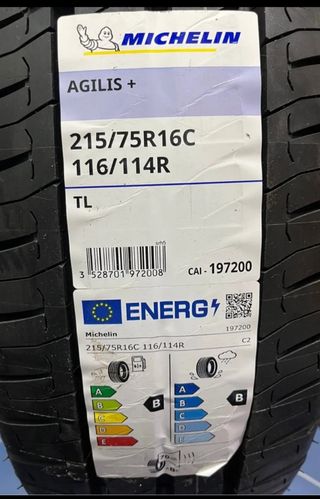 MICHELIN
AGILIS +
215/75R16C
116/114R
TL
3 528701 972008
CAI - 197200
ENERG
Michelin
197200
215/75R16C 116/114R
C2
A
B
C
D
E
B
A
B
C
D
E
B